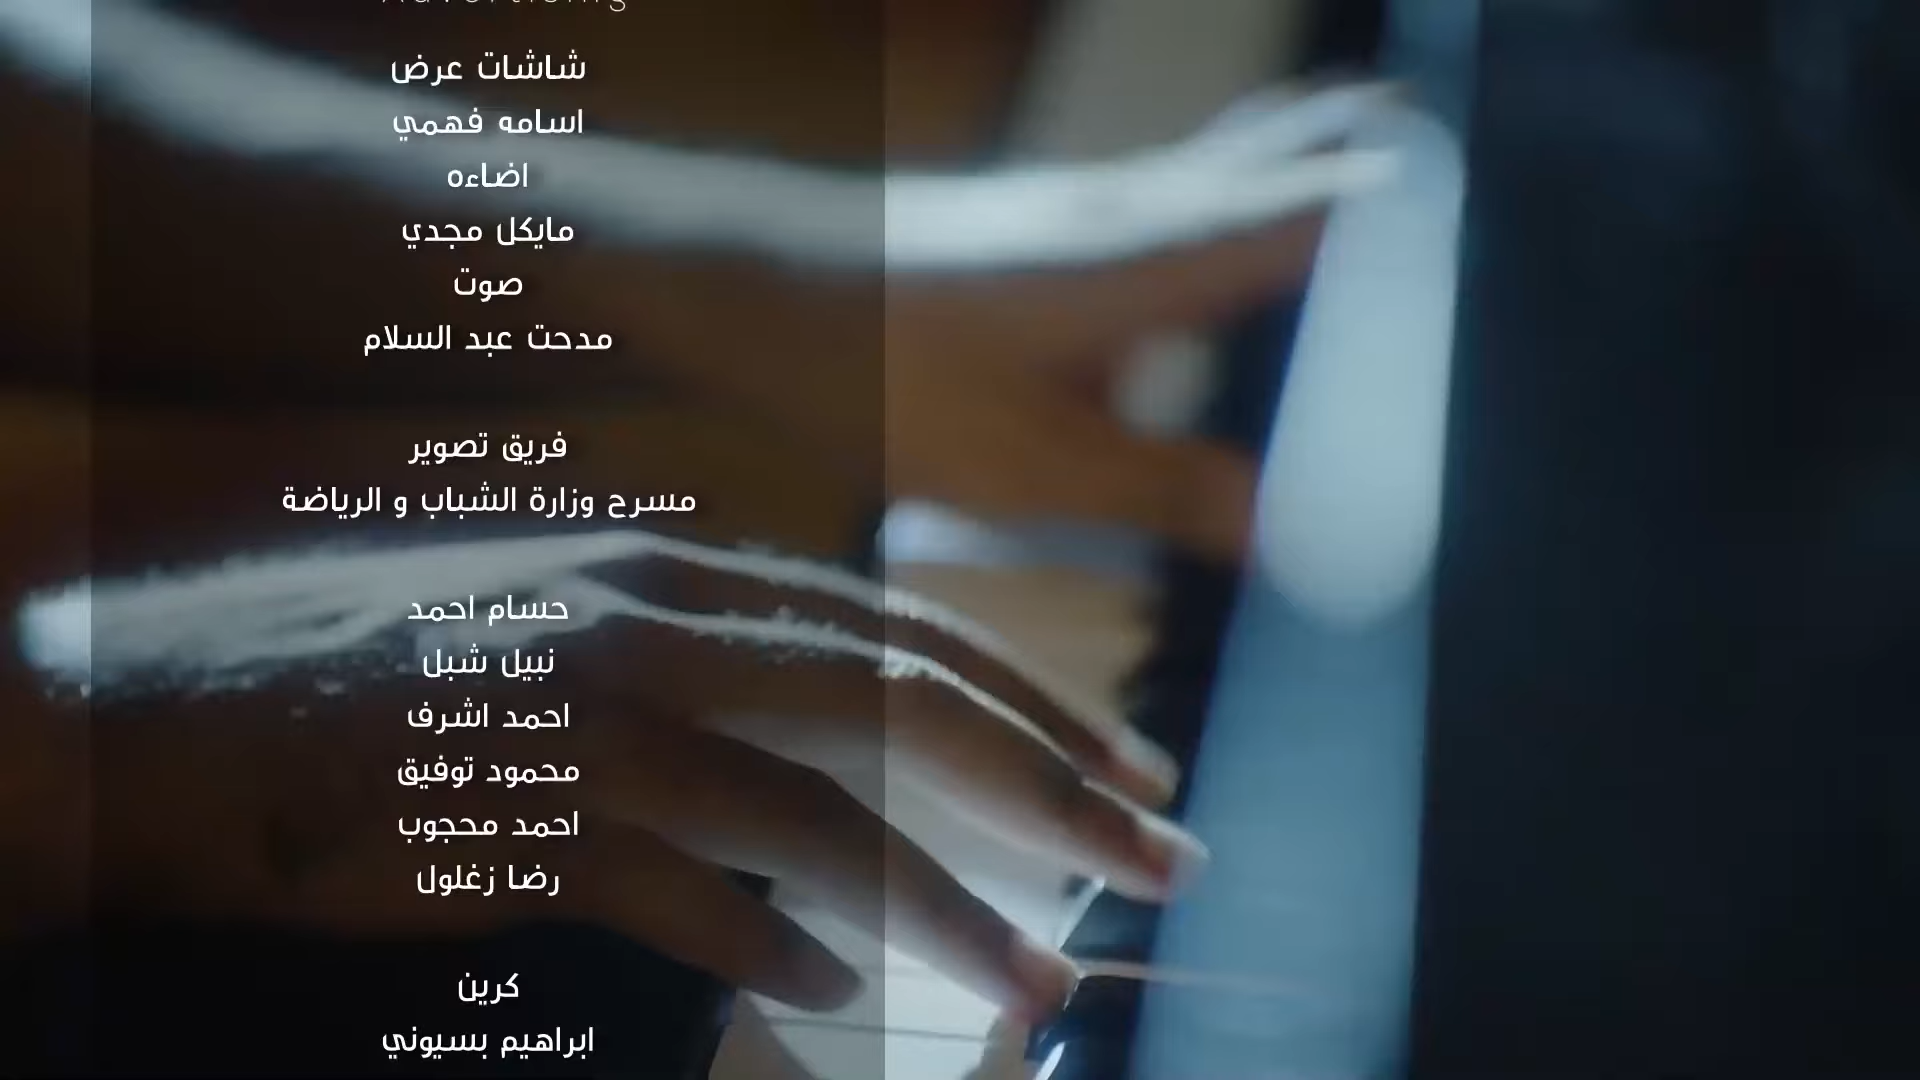 Advertising
شاشات عرض
اسامه فهمي
اضاءه
مايكل مجدي
صوت
مدحت عبد السلام
فريق تصوير
مسرح وزارة الشباب و الرياضة
حسام احمد
نبيل شبل
احمد اشرف
محمود توفيق
احمد محجوب
رضا زغلول
كرين
ابراهيم بسيوني